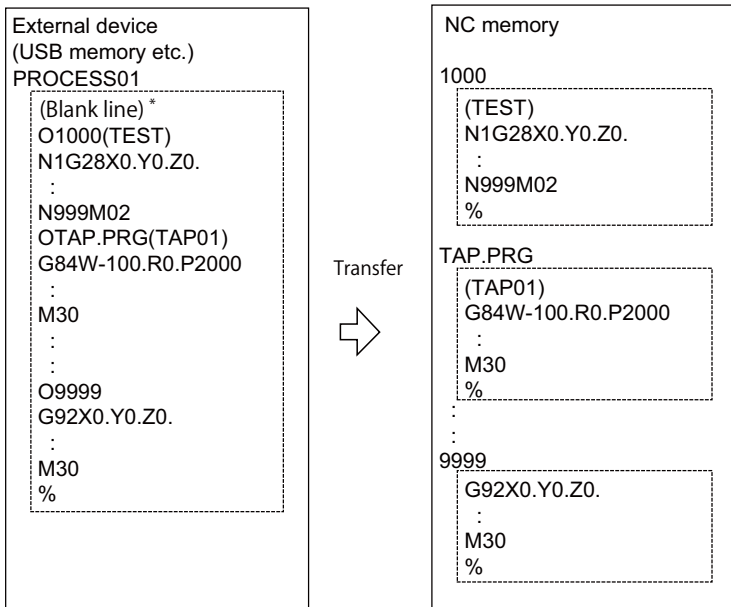 External device
(USB memory etc.)
PROCESS01
(Blank line) *
O1000(TEST)
N1G28X0.Y0.Z0.
:
N999M02
OTAP.PRG(TAP01)
G84W-100.R0.P2000
:
M30
:
:
O9999
G92X0.Y0.Z0.
:
M30
%
Transfer
NC memory
1000
(TEST)
N1G28X0.Y0.Z0.
:
N999M02
%
TAP.PRG
(TAP01)
G84W-100.R0.P2000
:
M30
%
:
:
9999
G92X0.Y0.Z0.
:
M30
%